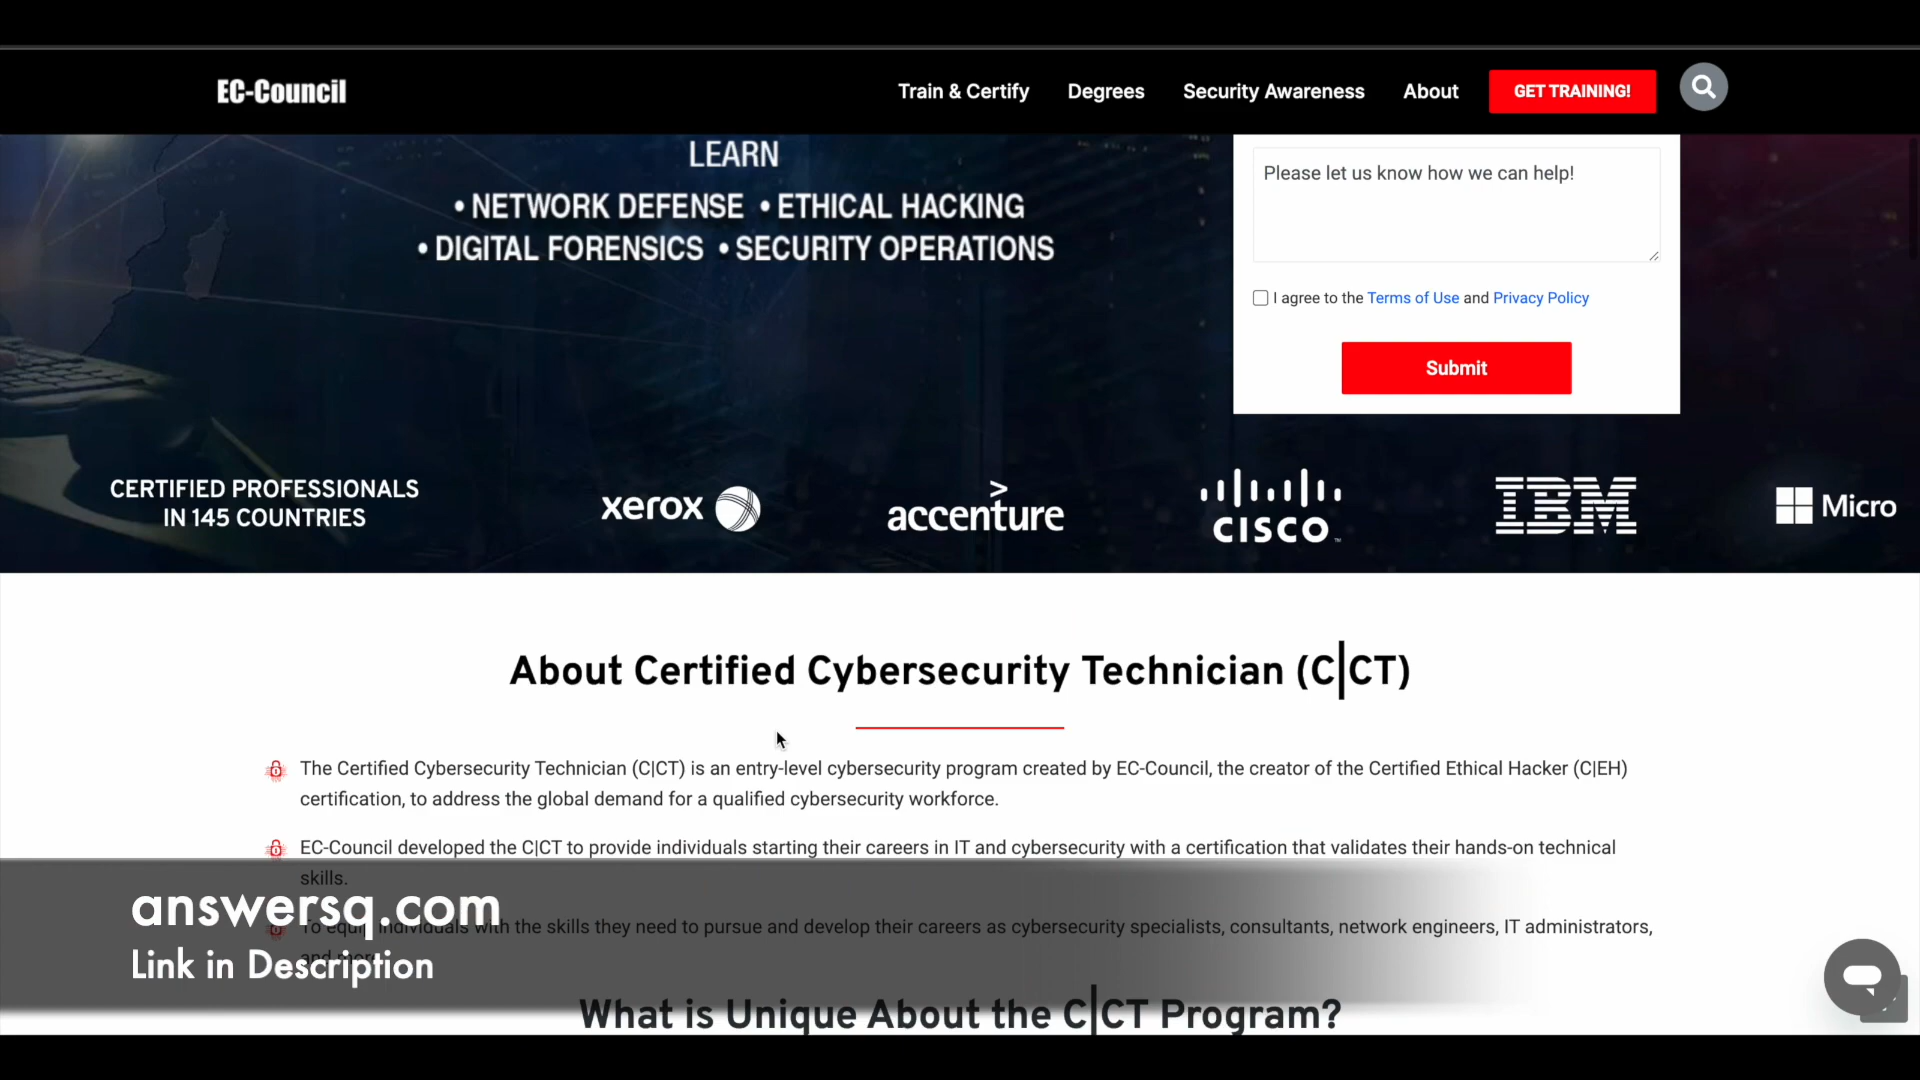 EC-Council
Train & Certify
Degrees
Security Awareness
About
GET TRAINING!
LEARN
• NETWORK DEFENSE • ETHICAL HACKING
• DIGITAL FORENSICS • SECURITY OPERATIONS
Please let us know how we can help!
I agree to the Terms of Use and Privacy Policy
Submit
CERTIFIED PROFESSIONALS
IN 145 COUNTRIES
xerox
accenture
CISCO
IBM
Micro
About Certified Cybersecurity Technician (C|CT)
The Certified Cybersecurity Technician (C|CT) is an entry-level cybersecurity program created by EC-Council, the creator of the Certified Ethical Hacker (C|EH)
certification, to address the global demand for a qualified cybersecurity workforce.
EC-Council developed the C|CT to provide individuals starting their careers in IT and cybersecurity with a certification that validates their hands-on technical
skills.
To equip individuals with the skills they need to pursue and develop their careers as cybersecurity specialists, consultants, network engineers, IT administrators,
and more.
answersq.com
Link in Description
What is Unique About the C|CT Program?